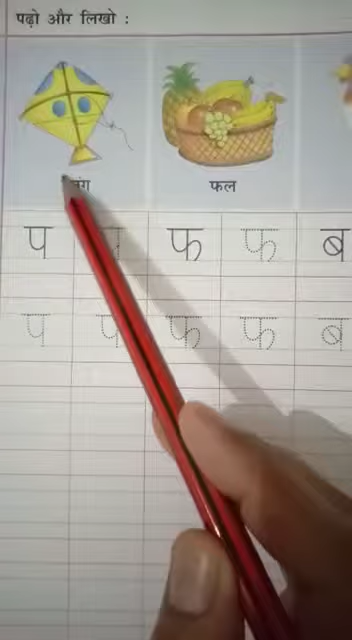 पढ़ो और लिखो :
फल
प प फ फ ब
प प फ फ ब